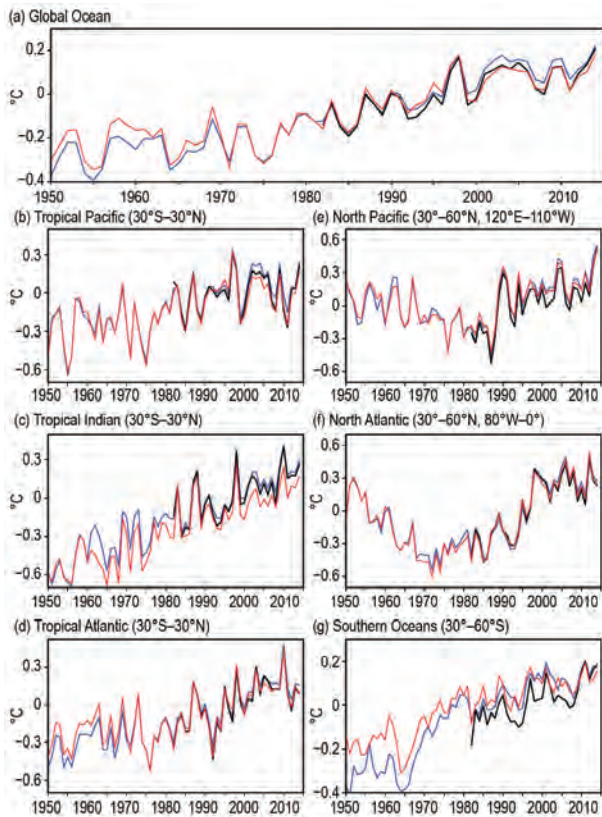 (a) Global Ocean
0.2
0
−0.2
−0.4
°C
1950 1960 1970 1980 1990 2000 2010
(b) Tropical Pacific (30°S–30°N)
0.3
0
−0.3
−0.6
°C
1950 1960 1970 1980 1990 2000 2010
(e) North Pacific (30°–60°N, 120°E–110°W)
0.3
0
−0.3
−0.6
1950 1960 1970 1980 1990 2000 2010
(c) Tropical Indian (30°S–30°N)
0.3
0
−0.3
−0.6
°C
1950 1960 1970 1980 1990 2000 2010
(f) North Atlantic (30°–60°N, 80°W–0°)
0.6
0.3
0
−0.3
−0.6
1950 1960 1970 1980 1990 2000 2010
(d) Tropical Atlantic (30°S–30°N)
0.3
0
−0.3
−0.6
°C
1950 1960 1970 1980 1990 2000 2010
(g) Southern Oceans (30°–60°S)
0.2
0
−0.2
−0.4
1950 1960 1970 1980 1990 2000 2010